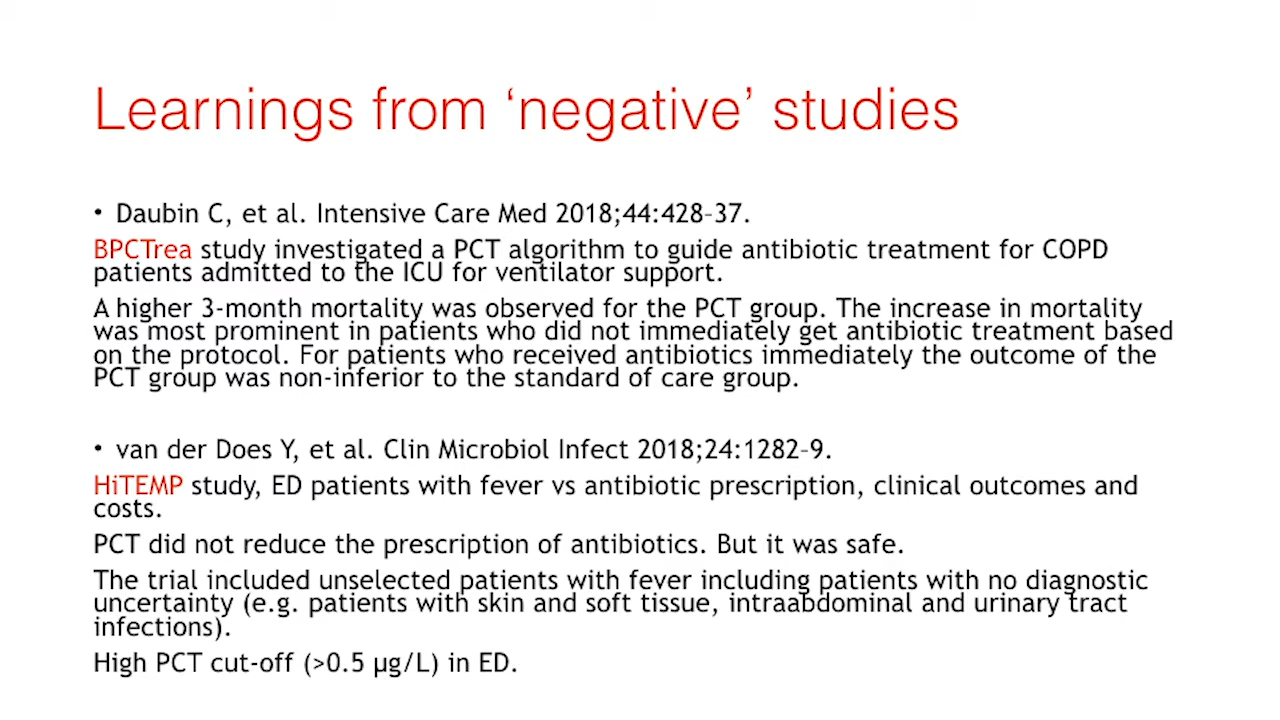 Learnings from ‘negative’ studies
• Daubin C, et al. Intensive Care Med 2018;44:428–37.
BPCTrea study investigated a PCT algorithm to guide antibiotic treatment for COPD
patients admitted to the ICU for ventilator support.
A higher 3-month mortality was observed for the PCT group. The increase in mortality
was most prominent in patients who did not immediately get antibiotic treatment based
on the protocol. For patients who received antibiotics immediately the outcome of the
PCT group was non-inferior to the standard of care group.
• van der Does Y, et al. Clin Microbiol Infect 2018;24:1282–9.
HiTEMP study, ED patients with fever vs antibiotic prescription, clinical outcomes and
costs.
PCT did not reduce the prescription of antibiotics. But it was safe.
The trial included unselected patients with fever including patients with no diagnostic
uncertainty (e.g. patients with skin and soft tissue, intraabdominal and urinary tract
infections).
High PCT cut-off (>0.5 µg/L) in ED.